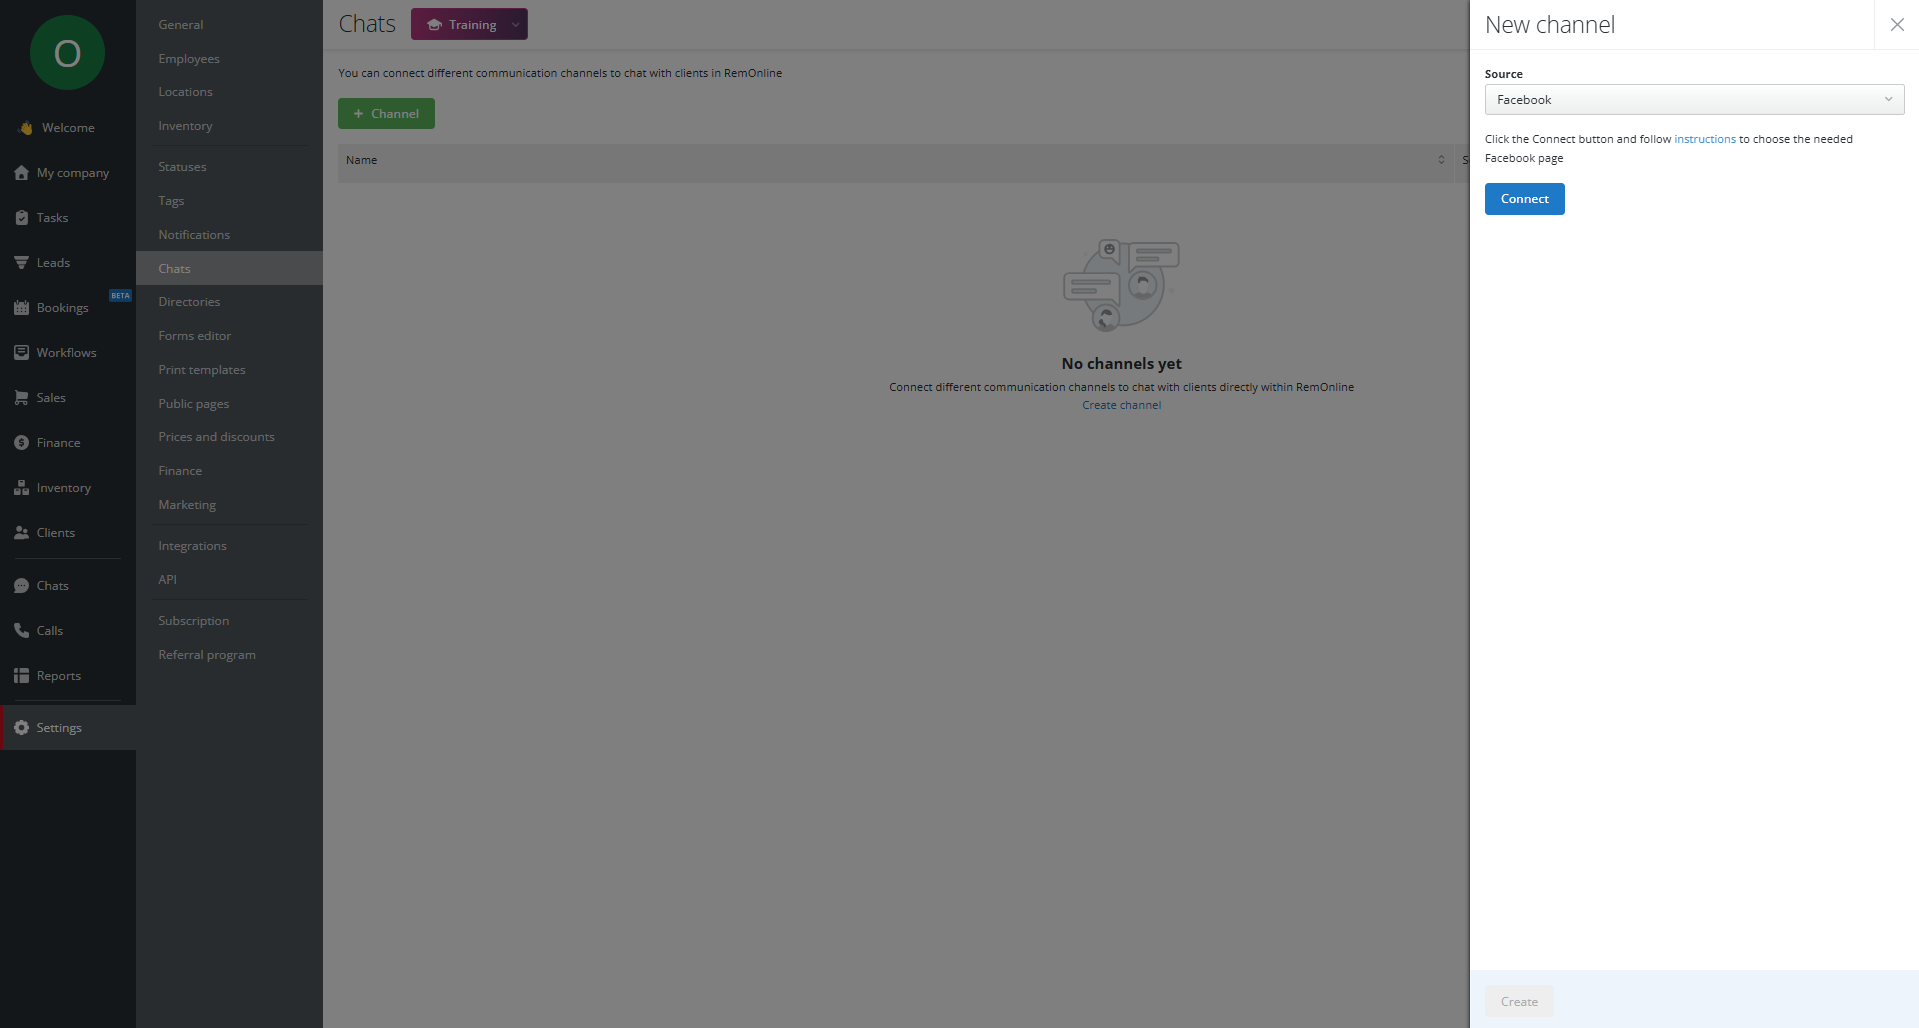 O
Welcome
My company
Tasks
Leads
Bookings
BETA
Workflows
Sales
Finance
Inventory
Clients
Chats
Calls
Reports
Settings
General
Employees
Locations
Inventory
Statuses
Tags
Notifications
Chats
Directories
Forms editor
Print templates
Public pages
Prices and discounts
Finance
Marketing
Integrations
API
Subscription
Referral program
Chats
Training
You can connect different communication channels to chat with clients in RemOnline
+ Channel
Name
S
No channels yet
Connect different communication channels to chat with clients directly within RemOnline
Create channel
New channel
Source
Facebook
Click the Connect button and follow instructions to choose the needed
Facebook page
Connect
Create